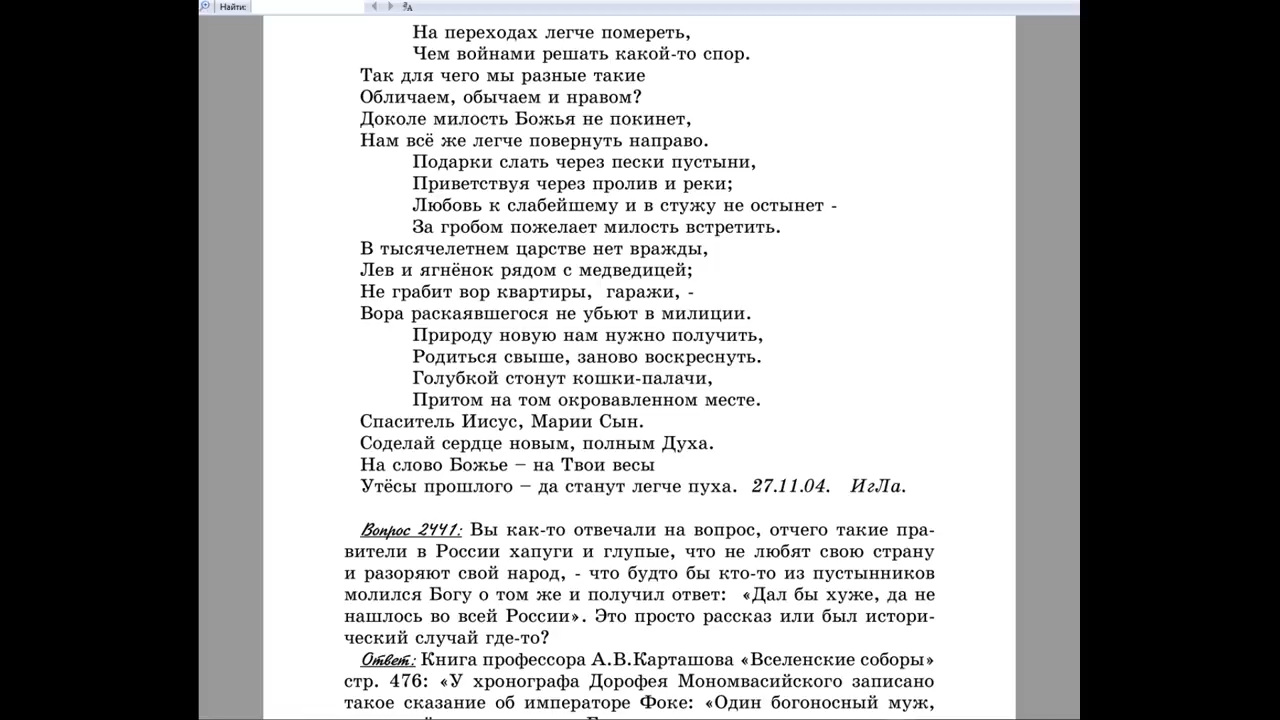 Найти:
На переходах легче помереть,
Чем войнами решать какой-то спор.
Так для чего мы разные такие
Обличаем, обычаем и нравом?
Доколе милость Божья не покинет,
Нам всё же легче повернуть направо.
Подарки слать через пески пустыни,
Приветствуя через пролив и реки;
Любовь к слабейшему и в стужу не остынет -
За гробом пожелает милость встретить.
В тысячелетнем царстве нет вражды,
Лев и ягнёнок рядом с медведицей;
Не грабит вор квартиры, гаражи, -
Вора раскаявшегося не убьют в милиции.
Природу новую нам нужно получить,
Родиться свыше, заново воскреснуть.
Голубкой стонут кошки-палачи,
Притом на том окровавленном месте.
Спаситель Иисус, Марии Сын.
Соделай сердце новым, полным Духа.
На слово Божье – на Твои весы
Утёсы прошлого – да станут легче пуха. 27.11.04. ИгЛа.
Вопрос 2441: Вы как-то отвечали на вопрос, отчего такие пра-
вители в России хапуги и глупые, что не любят свою страну
и разоряют свой народ, - что будто бы кто-то из пустынников
молился Богу о том же и получил ответ: «Дал бы хуже, да не
нашлось во всей России». Это просто рассказ или был истори-
ческий случай где-то?
Ответ: Книга профессора А.В.Карташова «Вселенские соборы»
стр. 476: «У хронографа Дорофея Мономвасийского записано
такое сказание об императоре Фоке: «Один богоносный муж,